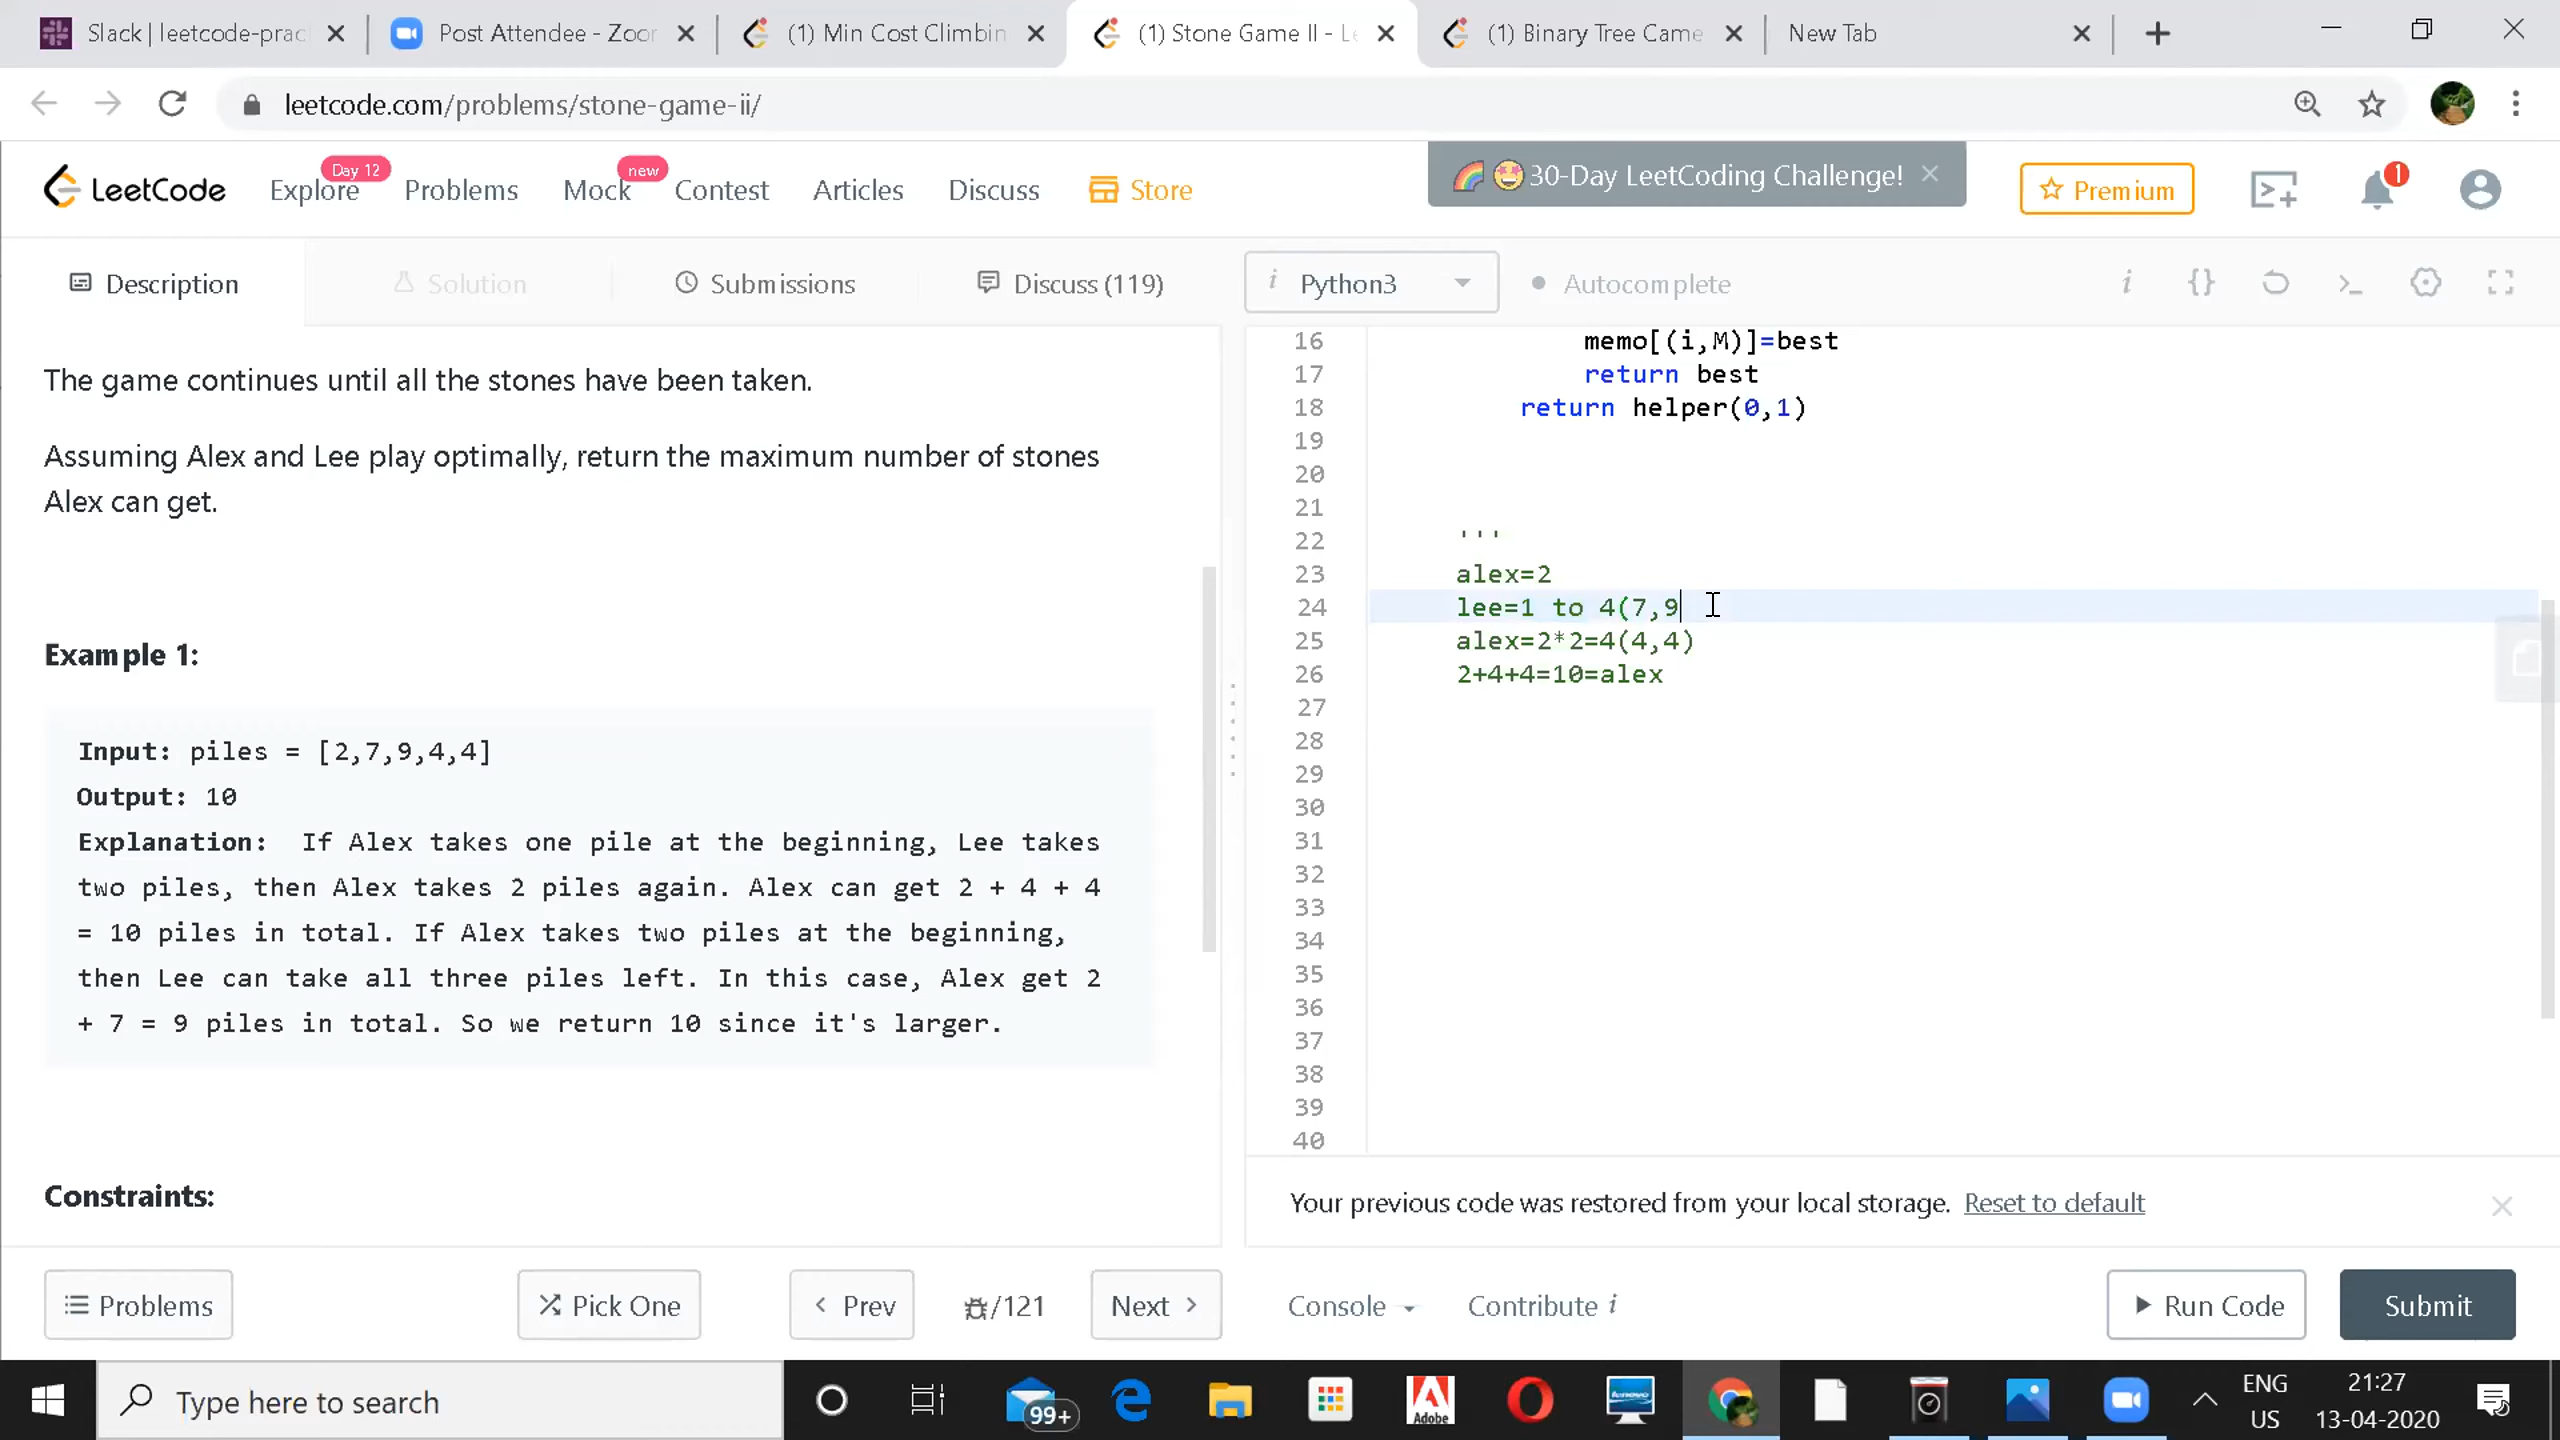 Slack | leetcode-prac
Post Attendee - Zoor
(1) Min Cost Climbin
(1) Stone Game II - Le
(1) Binary Tree Came
New Tab
leetcode.com/problems/stone-game-ii/
LeetCode
Explore
Day 12
Problems
Mock
new
Contest
Articles
Discuss
Store
30-Day LeetCoding Challenge!
Premium
1
Description
Solution
Submissions
Discuss (119)
i Python3
Autocomplete
The game continues until all the stones have been taken.
Assuming Alex and Lee play optimally, return the maximum number of stones
Alex can get.
Example 1:
Input: piles = [2,7,9,4,4]
Output: 10
Explanation: If Alex takes one pile at the beginning, Lee takes
two piles, then Alex takes 2 piles again. Alex can get 2 + 4 + 4
= 10 piles in total. If Alex takes two piles at the beginning,
then Lee can take all three piles left. In this case, Alex get 2
+ 7 = 9 piles in total. So we return 10 since it's larger.
Constraints:
16 memo[(i,M)]=best
17 return best
18 return helper(0,1)
19
20
21
22 '''
23 alex=2
24 lee=1 to 4(7,9
25 alex=2*2=4(4,4)
26 2+4+4=10=alex
27
28
29
30
31
32
33
34
35
36
37
38
39
40
Your previous code was restored from your local storage. Reset to default
Problems
Pick One
Prev
/121
Next
Console
Contribute i
Run Code
Submit
Type here to search
99+
Adobe
lenovo
ENG
US
21:27
13-04-2020